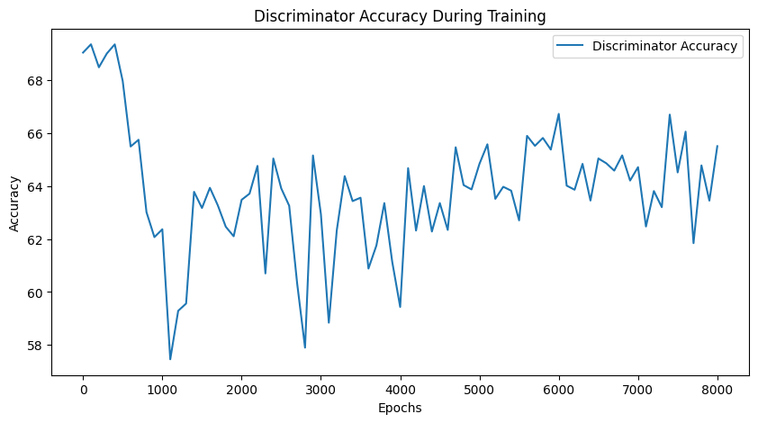 Discriminator Accuracy During Training
Discriminator Accuracy
68
66
64
62
60
58
Accuracy
0 1000 2000 3000 4000 5000 6000 7000 8000
Epochs